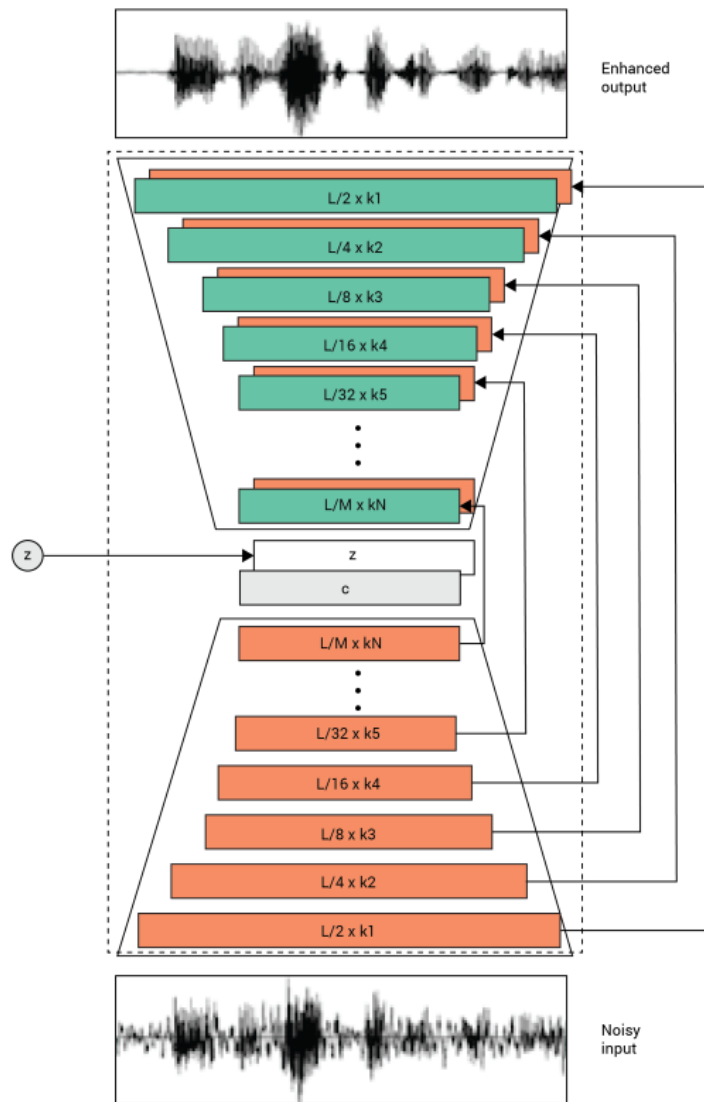 Enhanced
output
L/2 x k1
L/4 x k2
L/8 x k3
L/16 x k4
L/32 x k5
L/M x kN
z
z
c
L/M x kN
L/32 x k5
L/16 x k4
L/8 x k3
L/4 x k2
L/2 x k1
Noisy
input